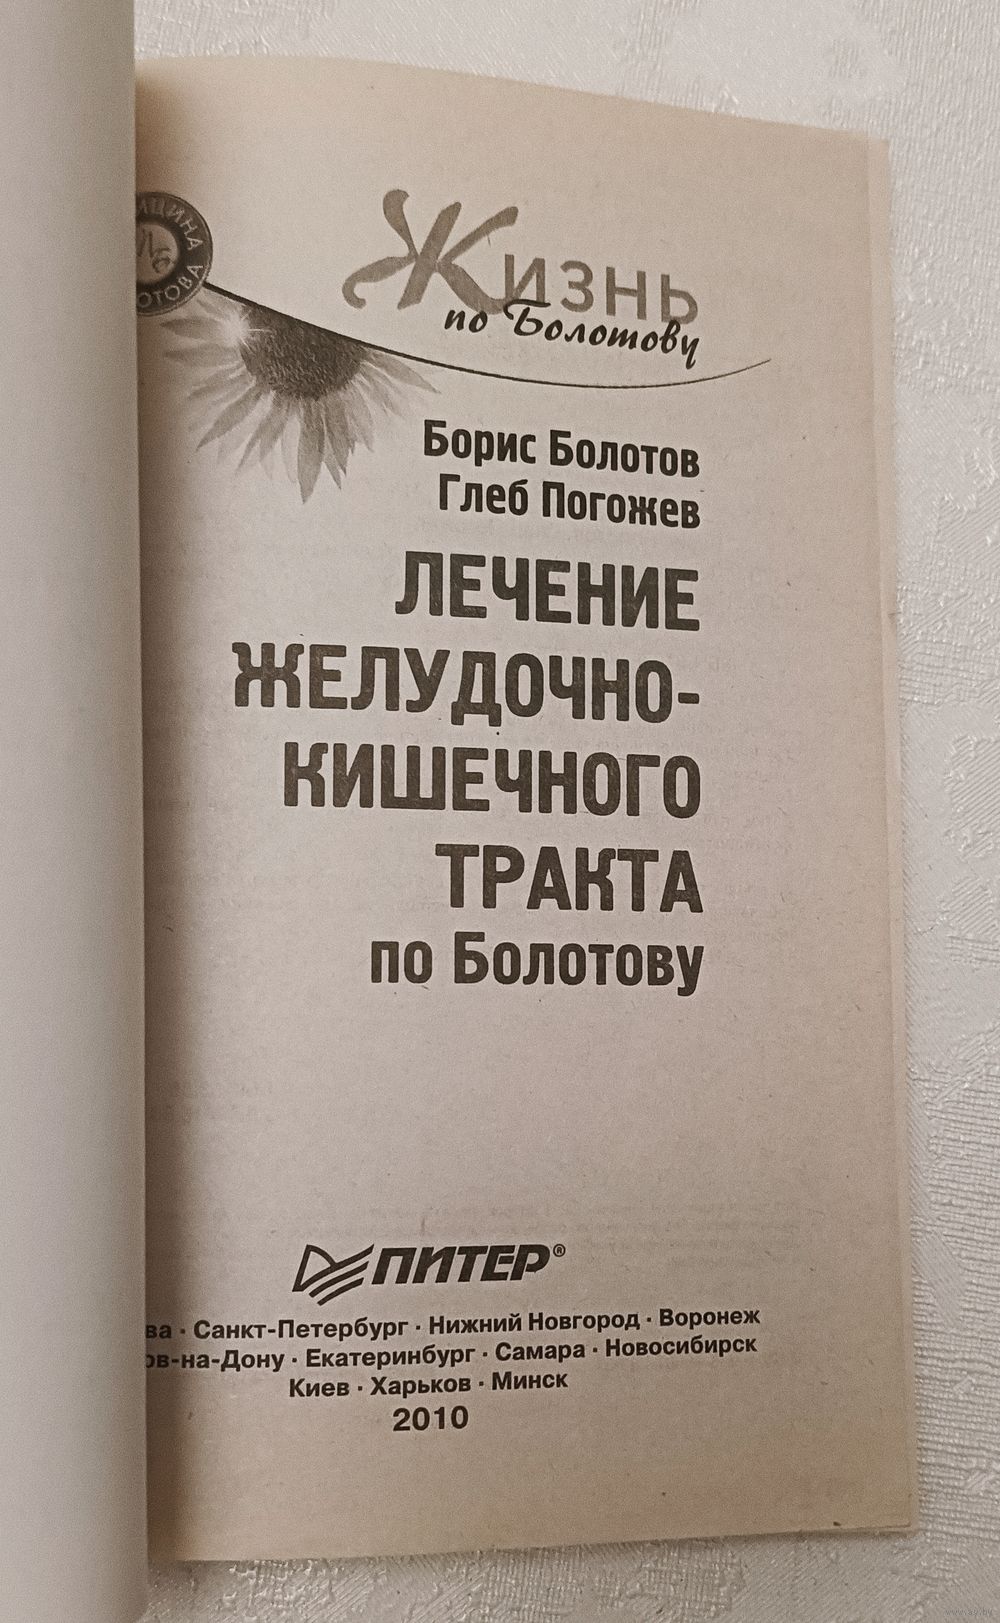 Жизнь
по Болотову
Борис Болотов
Глеб Погожев
ЛЕЧЕНИЕ
ЖЕЛУДОЧНО-
КИШЕЧНОГО
ТРАКТА
по Болотову
ПИТЕР®
· Санкт-Петербург · Нижний Новгород · Воронеж
· Екатеринбург · Самара · Новосибирск
Киев · Харьков · Минск
2010